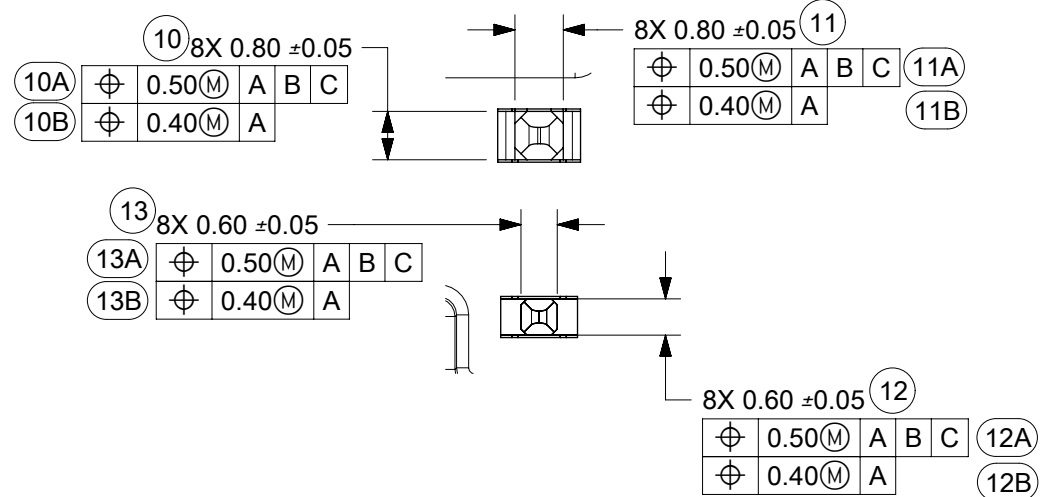 10 8X 0.80 ±0.05
10A ⌖ 0.50Ⓜ A B C
10B ⌖ 0.40Ⓜ A
8X 0.80 ±0.05 11
⌖ 0.50Ⓜ A B C 11A
⌖ 0.40Ⓜ A 11B
13 8X 0.60 ±0.05
13A ⌖ 0.50Ⓜ A B C
13B ⌖ 0.40Ⓜ A
8X 0.60 ±0.05 12
⌖ 0.50Ⓜ A B C 12A
⌖ 0.40Ⓜ A 12B